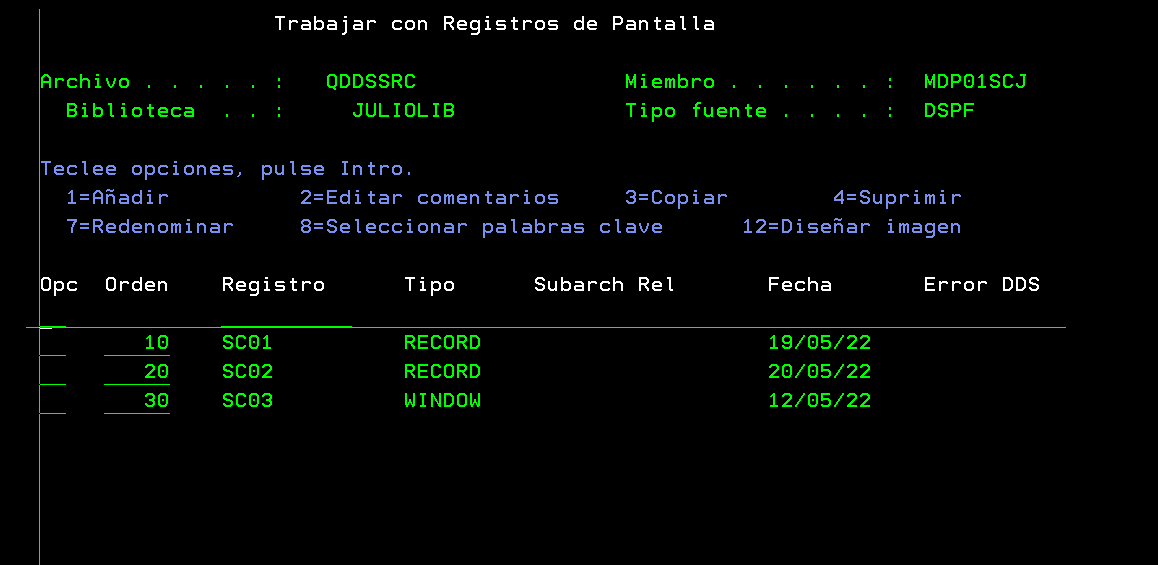 Trabajar con Registros de Pantalla
Archivo . . . . . : QDDSSRC Miembro . . . . . . : MDP01SCJ
Biblioteca . . : JULIOLIB Tipo fuente . . . . : DSPF
Teclee opciones, pulse Intro.
1=Añadir 2=Editar comentarios 3=Copiar 4=Suprimir
7=Redenominar 8=Seleccionar palabras clave 12=Diseñar imagen
Opc Orden Registro Tipo Subarch Rel Fecha Error DDS
10 SC01 RECORD 19/05/22
20 SC02 RECORD 20/05/22
30 SC03 WINDOW 12/05/22